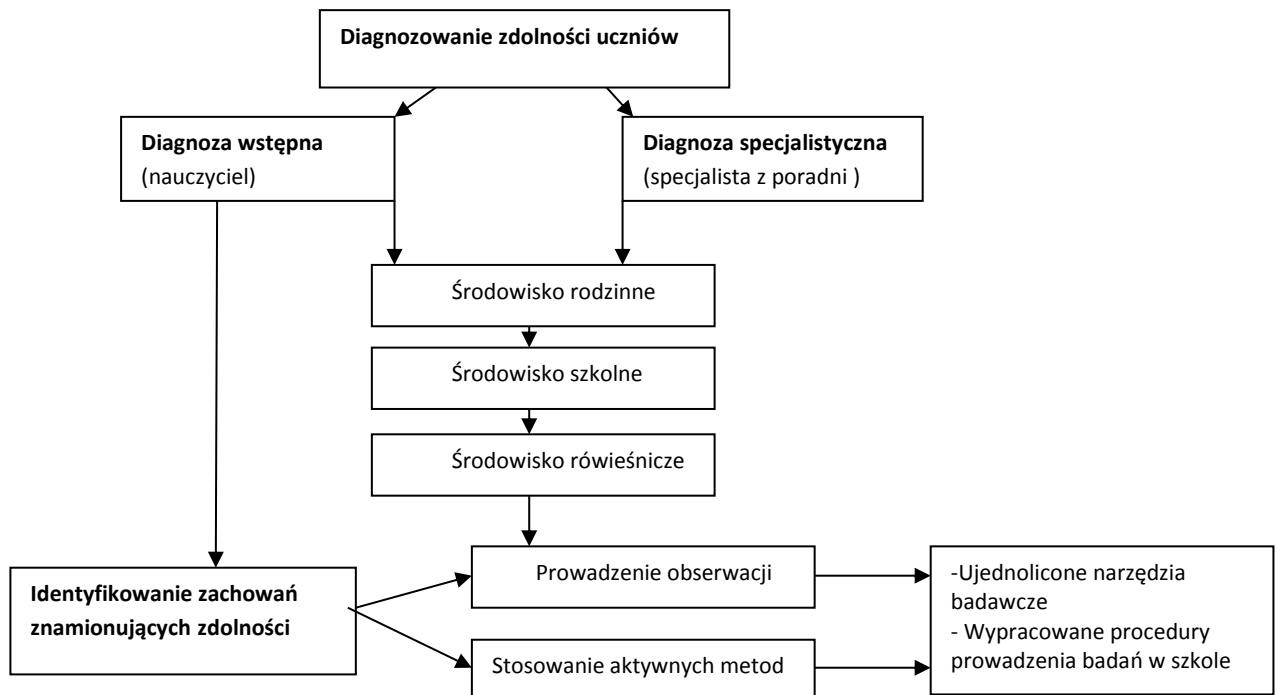 Diagnozowanie zdolności uczniów
Diagnoza wstępna
(nauczyciel)
Diagnoza specjalistyczna
(specjalista z poradni )
Środowisko rodzinne
Środowisko szkolne
Środowisko rówieśnicze
Identyfikowanie zachowań
znamionujących zdolności
Prowadzenie obserwacji
Stosowanie aktywnych metod
-Ujednolicone narzędzia
badawcze
- Wypracowane procedury
prowadzenia badań w szkole